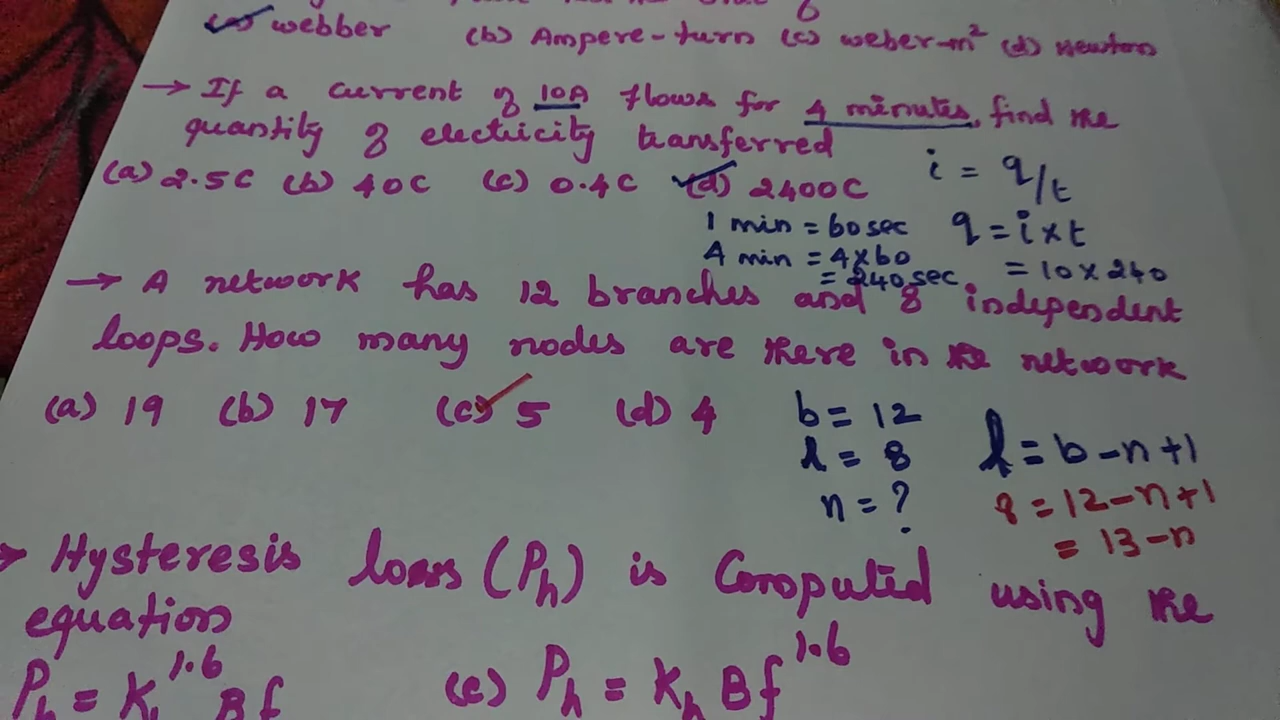 (a) webber (b) Ampere-turn (c) weber-m² (d) Newton
→ If a current of 10A flows for 4 minutes, find the
quantity of electricity transferred
(a) 2.5C (b) 40C (c) 0.4C (d) 2400C
i = q/t
1 min = 60 sec
4 min = 4×60
= 240 sec
q = i×t
= 10×240
→ A network has 12 branches and 8 independent
loops. How many nodes are there in the network
(a) 19 (b) 17 (c) 5 (d) 4
b = 12
l = 8
n = ?
l = b-n+1
8 = 12-n+1
= 13-n
→ Hysteresis loss (Ph) is Computed using the
equation
Ph = K 1.6 B f (c) Ph = Kh B f^1.6